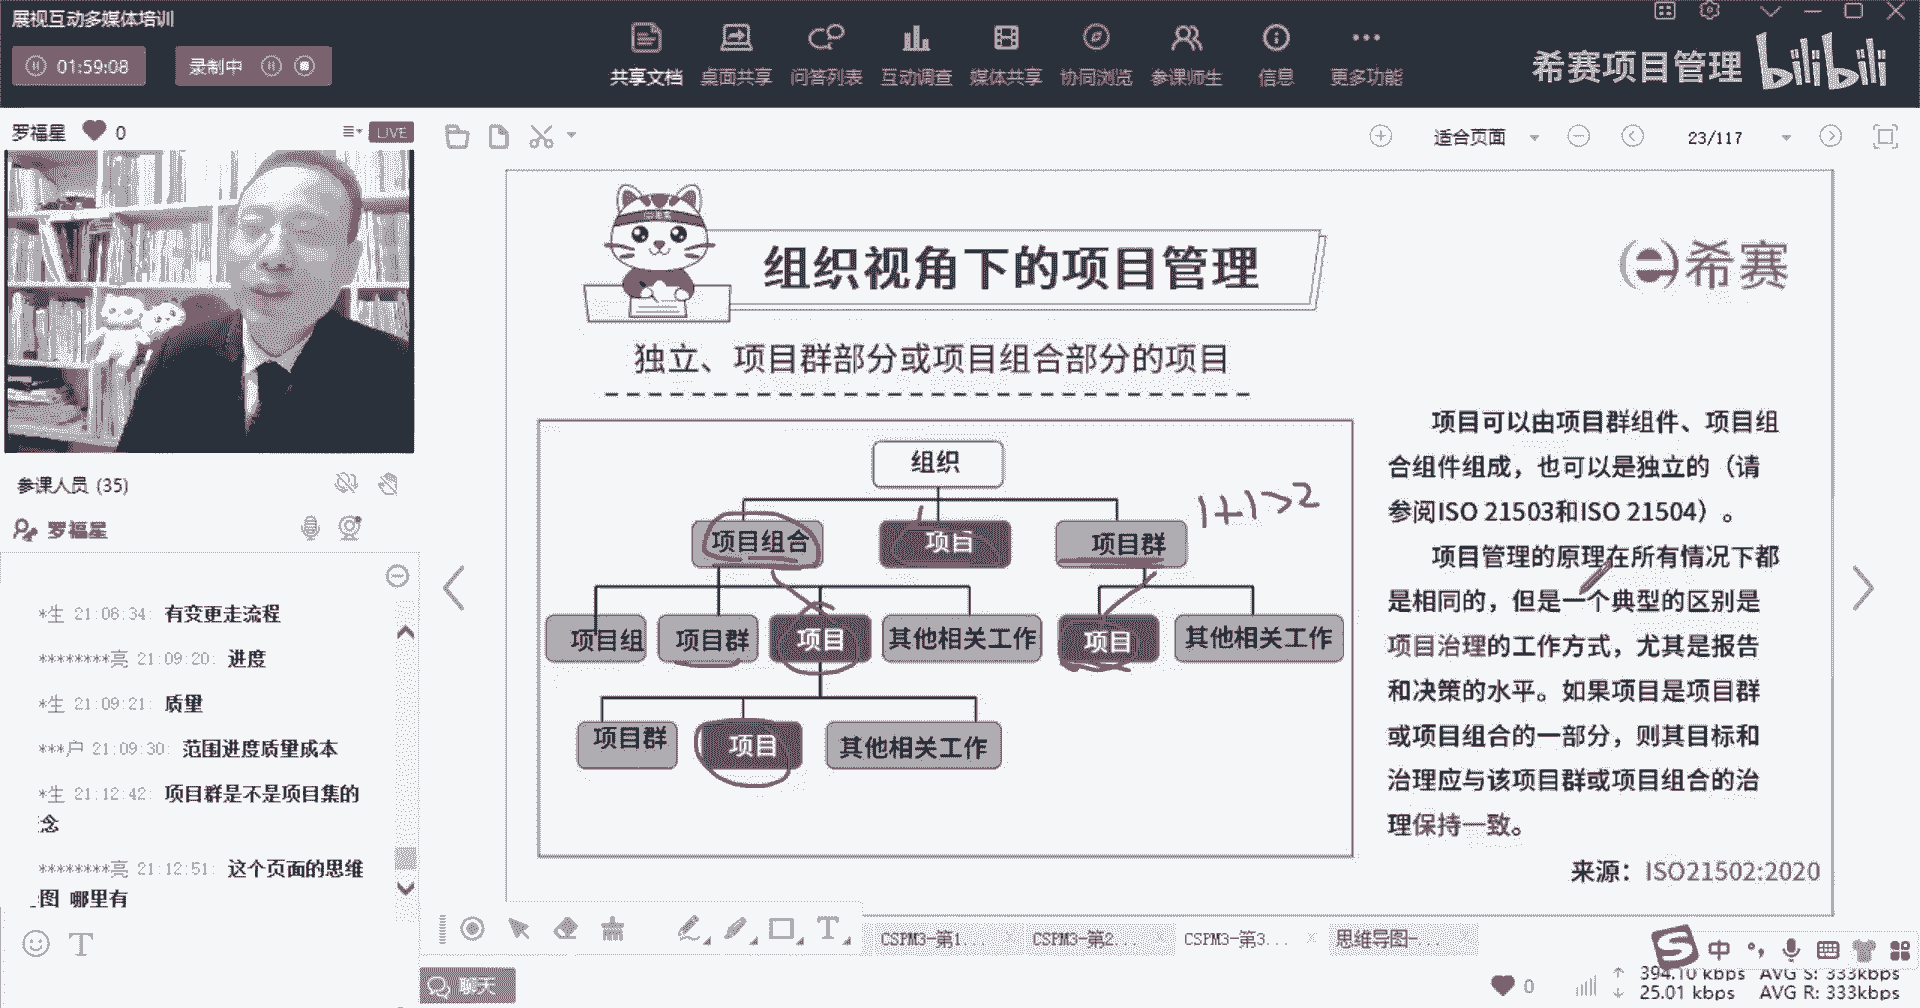 展视互动多媒体培训
01:59:08
录制中
共享文档 桌面共享 问答列表 互动调查 媒体共享 协同浏览 参课师生 信息 更多功能
希赛项目管理 bilibili
罗福星 0 LIVE
适合页面 23/117
参课人员 (35)
罗福星
*生 21:08:34: 有变更走流程
********亮 21:09:20: 进度
*生 21:09:21: 质量
***户 21:09:30: 范围进度质量成本
*生 21:12:42: 项目群是不是项目集的
念
********亮 21:12:51: 这个页面的思维
图 哪里有
组织视角下的项目管理
希赛
独立、项目群部分或项目组合部分的项目
组织
1+1>2
项目组合 项目 项目群
项目组 项目群 项目 其他相关工作 项目 其他相关工作
项目群 项目 其他相关工作
项目可以由项目群组件、项目组
合组件组成，也可以是独立的（请
参阅ISO 21503和ISO 21504）。
项目管理的原理在所有情况下都
是相同的，但是一个典型的区别是
项目治理的工作方式，尤其是报告
和决策的水平。如果项目是项目群
或项目组合的一部分，则其目标和
治理应与该项目群或项目组合的治
理保持一致。
来源：ISO21502:2020
T
CSPM3-第1... CSPM3-第2... CSPM3-第3... 思维导图-...
T
聊天
S 中
0
394.10 kbps AVG S: 333kbps
25.01 kbps AVG R: 333kbps